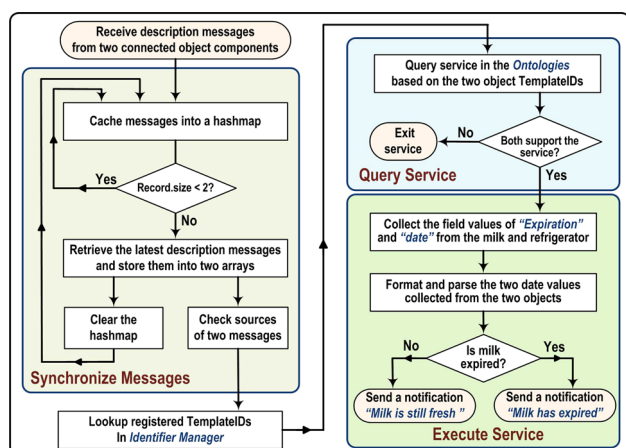 Receive description messages
from two connected object components
Cache messages into a hashmap
Yes
Record.size < 2?
No
Retrieve the latest description messages
and store them into two arrays
Clear the
hashmap
Check sources
of two messages
Synchronize Messages
Lookup registered TemplateIDs
In Identifier Manager
Query service in the Ontologies
based on the two object TemplateIDs
Exit
service
No
Both support the
service?
Query Service
Yes
Collect the field values of "Expiration"
and "date" from the milk and refrigerator
Format and parse the two date values
collected from the two objects
No
Is milk
expired?
Yes
Send a notification
"Milk is still fresh "
Send a notification
"Milk has expired"
Execute Service